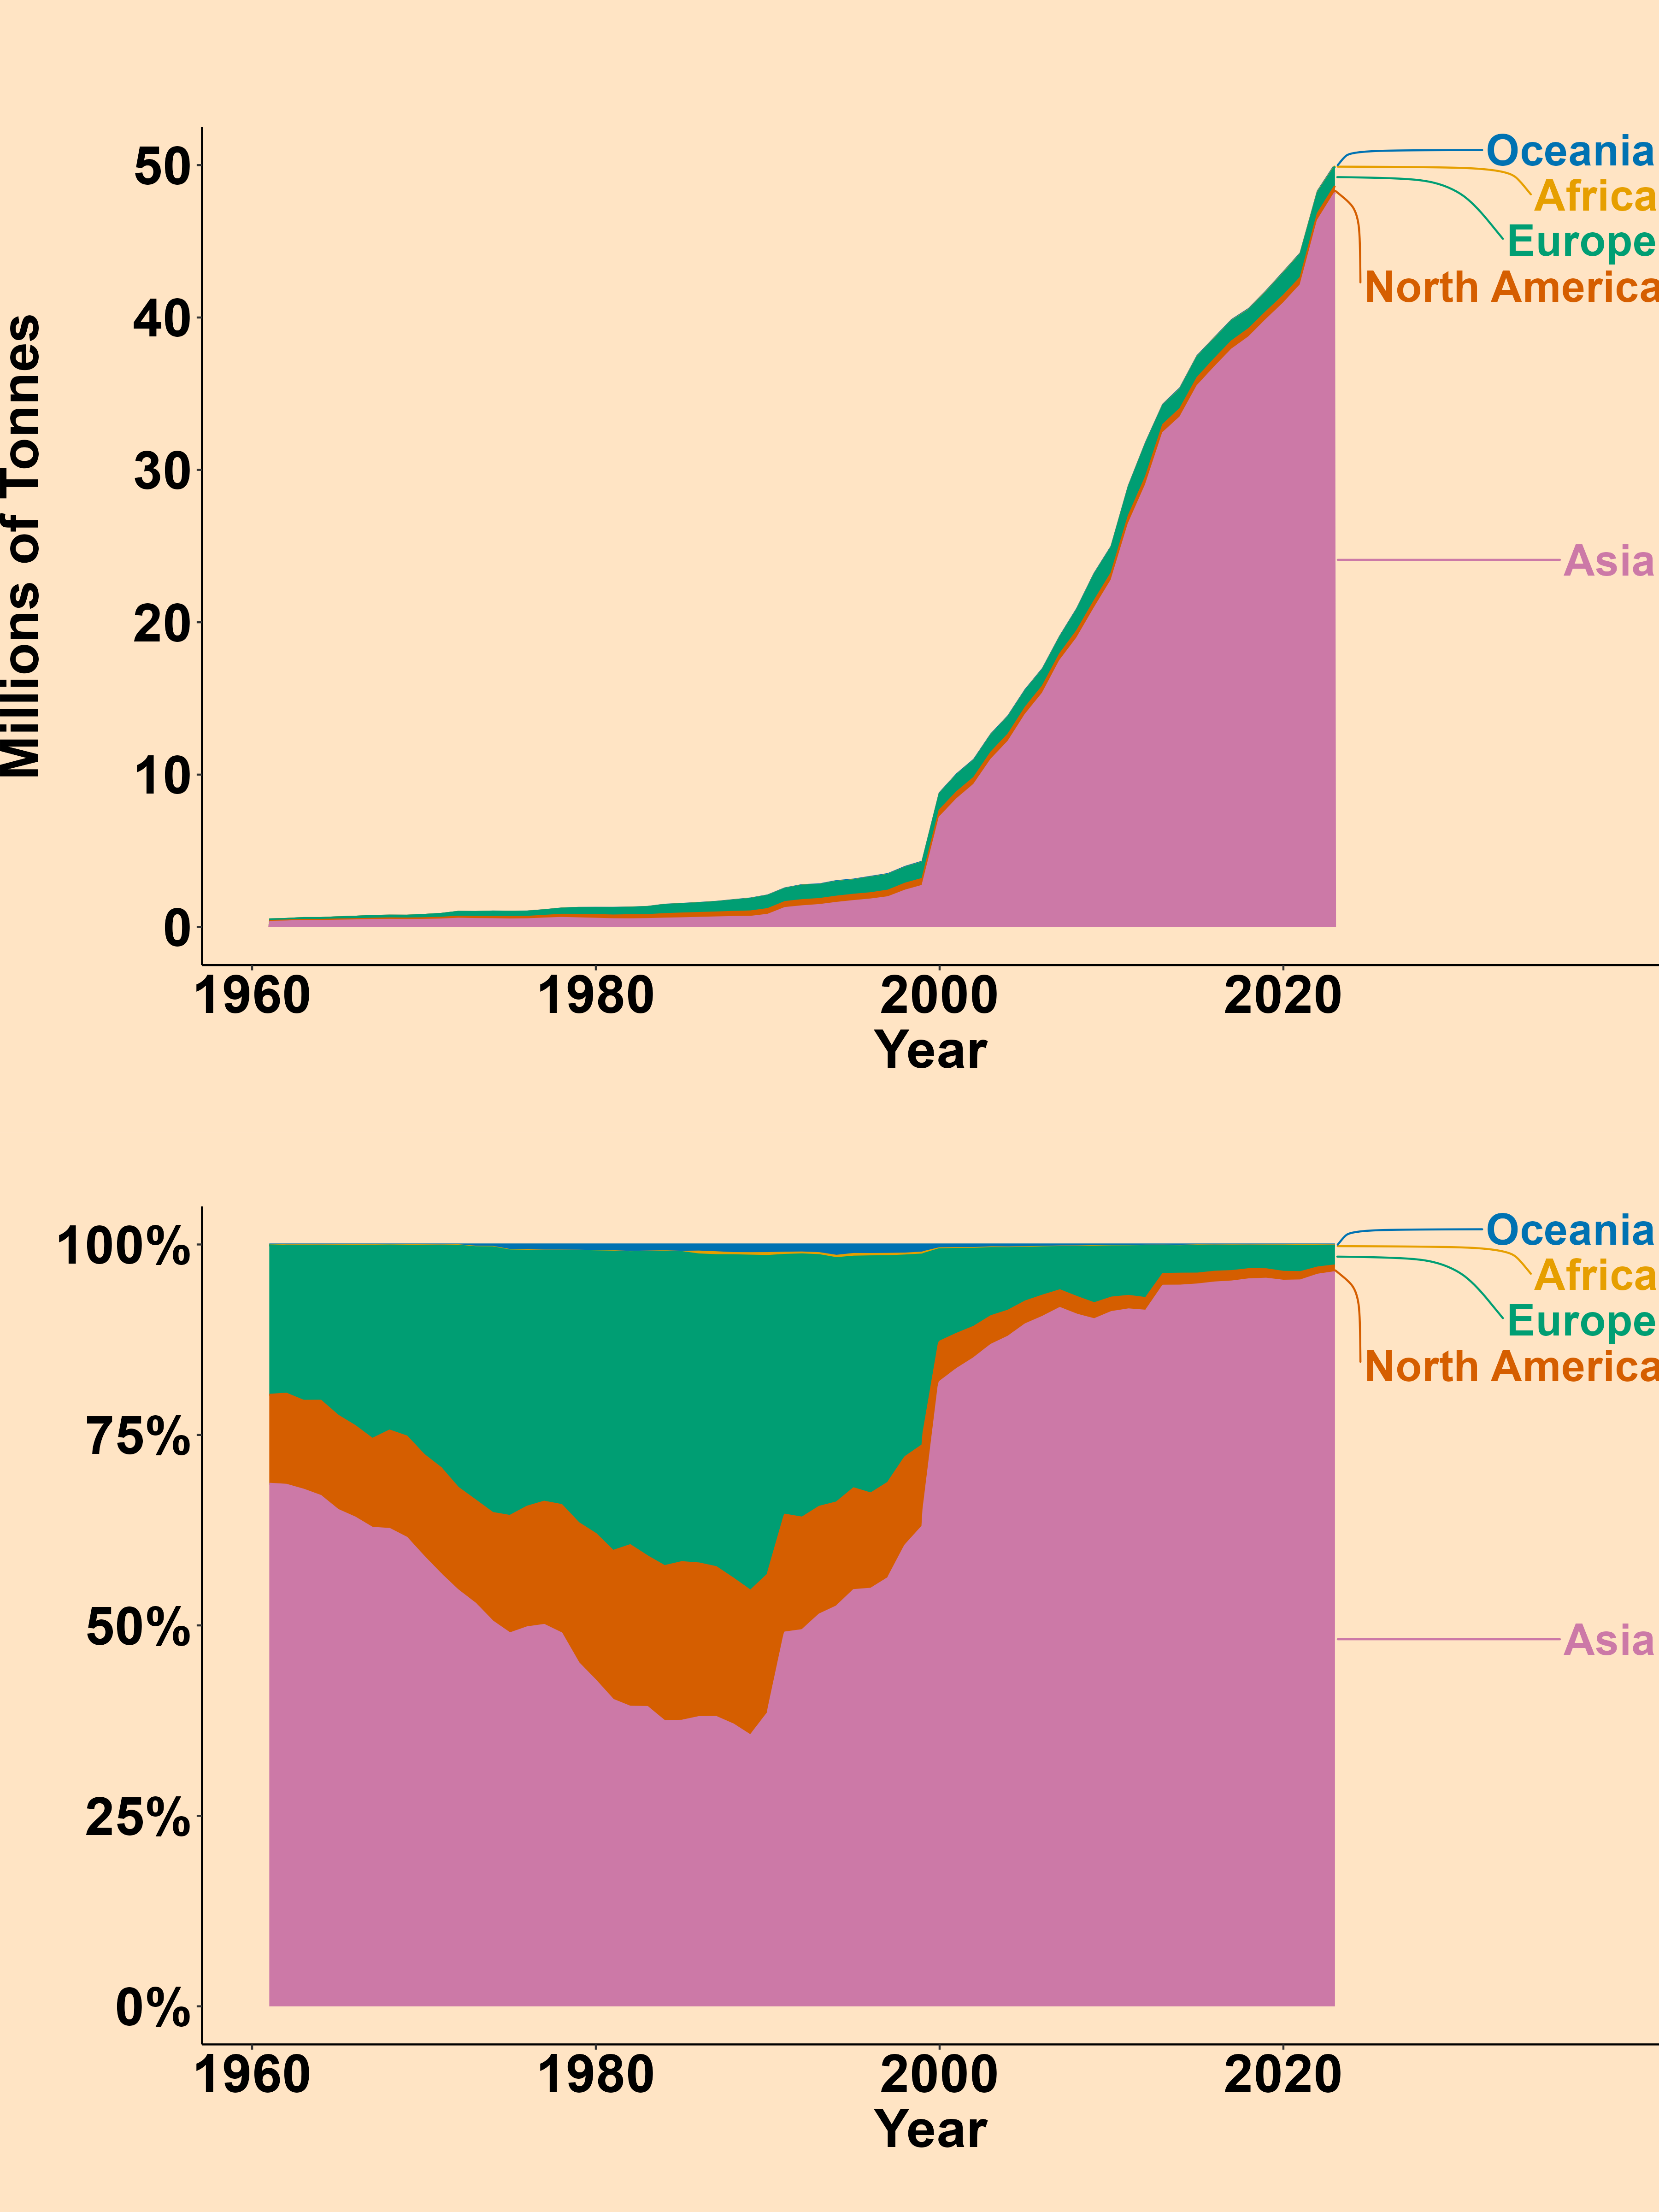 Millions of Tonnes
50
40
30
20
10
0
1960 1980 2000 2020
Year
Oceania
Africa
Europe
North America
Asia
100%
75%
50%
25%
0%
1960 1980 2000 2020
Year
Oceania
Africa
Europe
North America
Asia